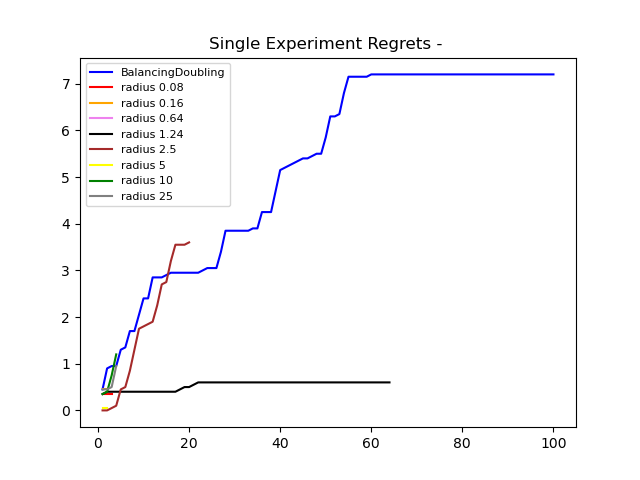 Single Experiment Regrets -
BalancingDoubling
radius 0.08
radius 0.16
radius 0.64
radius 1.24
radius 2.5
radius 5
radius 10
radius 25
7
6
5
4
3
2
1
0
0 20 40 60 80 100